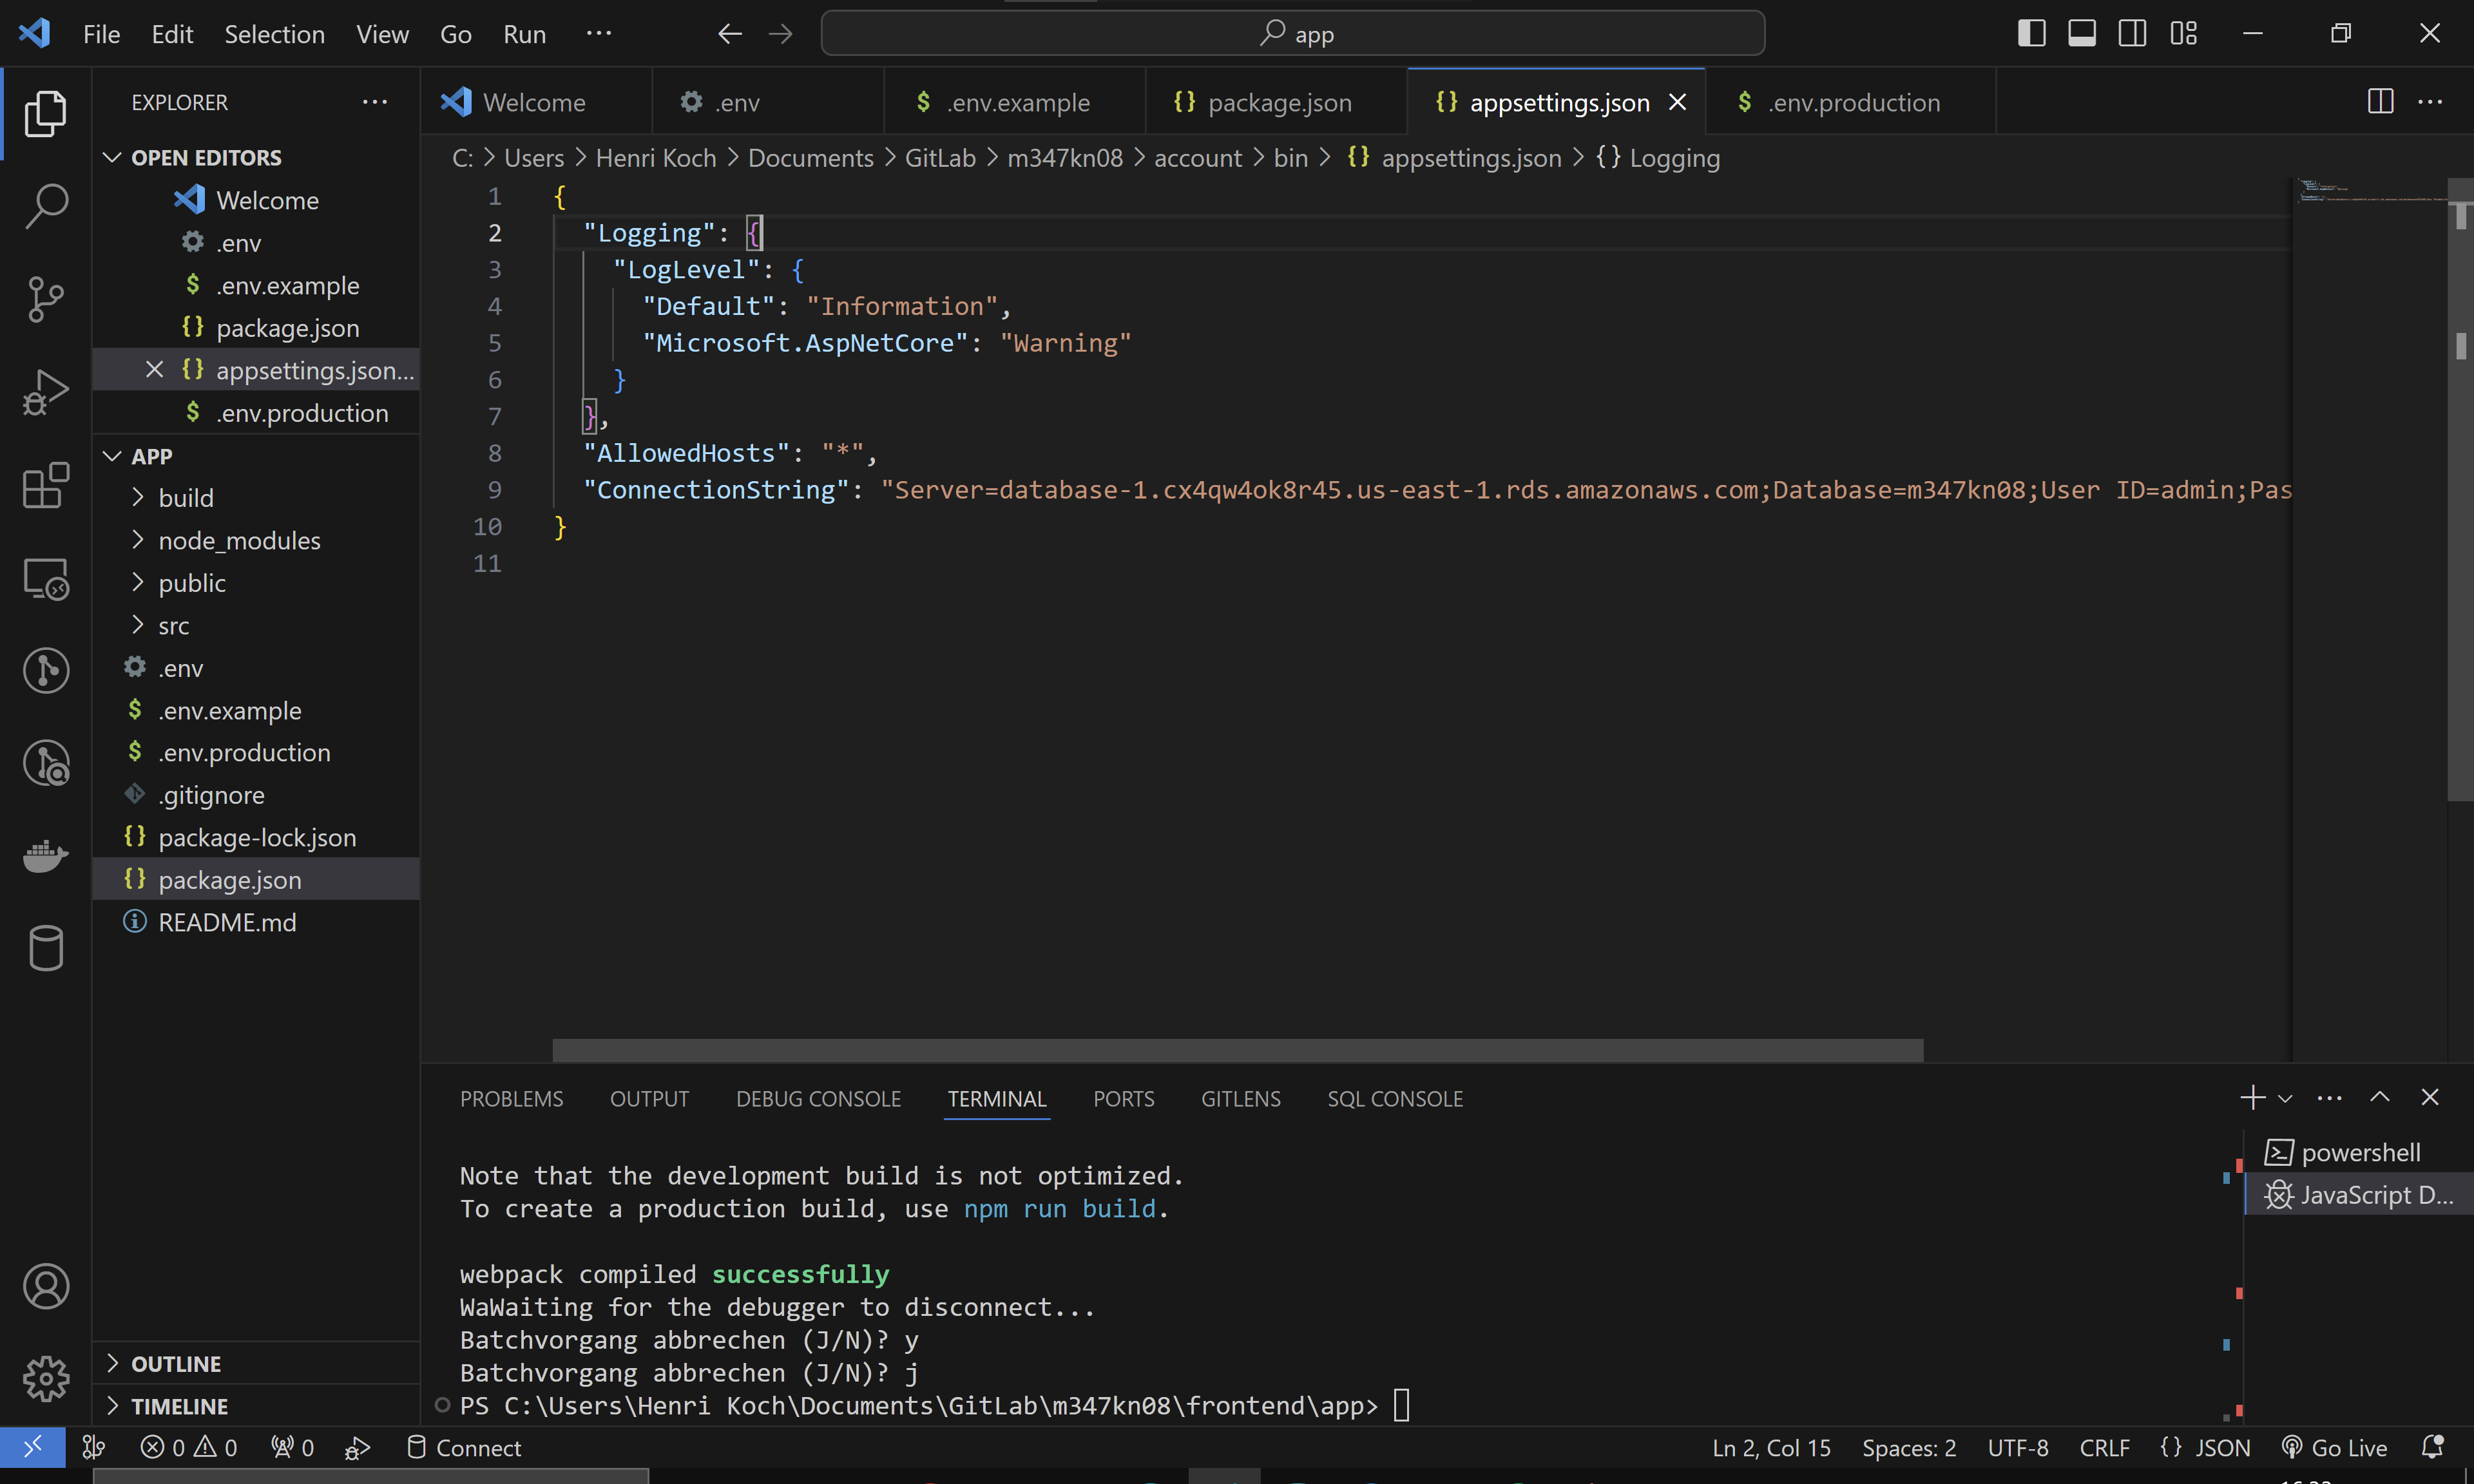 File Edit Selection View Go Run ··· app
EXPLORER ···
OPEN EDITORS
Welcome
.env
.env.example
package.json
appsettings.json...
.env.production
APP
build
node_modules
public
src
.env
.env.example
.env.production
.gitignore
package-lock.json
package.json
README.md
OUTLINE
TIMELINE
Welcome .env .env.example package.json appsettings.json .env.production
C: > Users > Henri Koch > Documents > GitLab > m347kn08 > account > bin > {} appsettings.json > {} Logging
1 {
2 "Logging": {
3 "LogLevel": {
4 "Default": "Information",
5 "Microsoft.AspNetCore": "Warning"
6 }
7 },
8 "AllowedHosts": "*",
9 "ConnectionString": "Server=database-1.cx4qw4ok8r45.us-east-1.rds.amazonaws.com;Database=m347kn08;User ID=admin;Pas
10 }
11
PROBLEMS OUTPUT DEBUG CONSOLE TERMINAL PORTS GITLENS SQL CONSOLE
Note that the development build is not optimized.
To create a production build, use npm run build.
webpack compiled successfully
WaWaiting for the debugger to disconnect...
Batchvorgang abbrechen (J/N)? y
Batchvorgang abbrechen (J/N)? j
PS C:\Users\Henri Koch\Documents\GitLab\m347kn08\frontend\app>
powershell
JavaScript D...
0 0 0 Connect Ln 2, Col 15 Spaces: 2 UTF-8 CRLF {} JSON Go Live